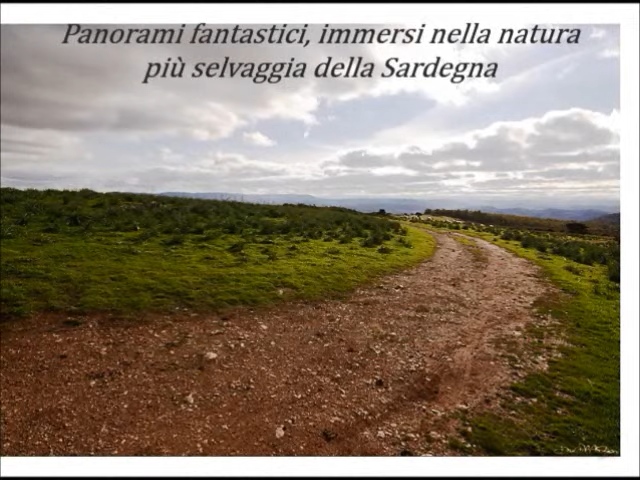 Panorami fantastici, immersi nella natura
più selvaggia della Sardegna